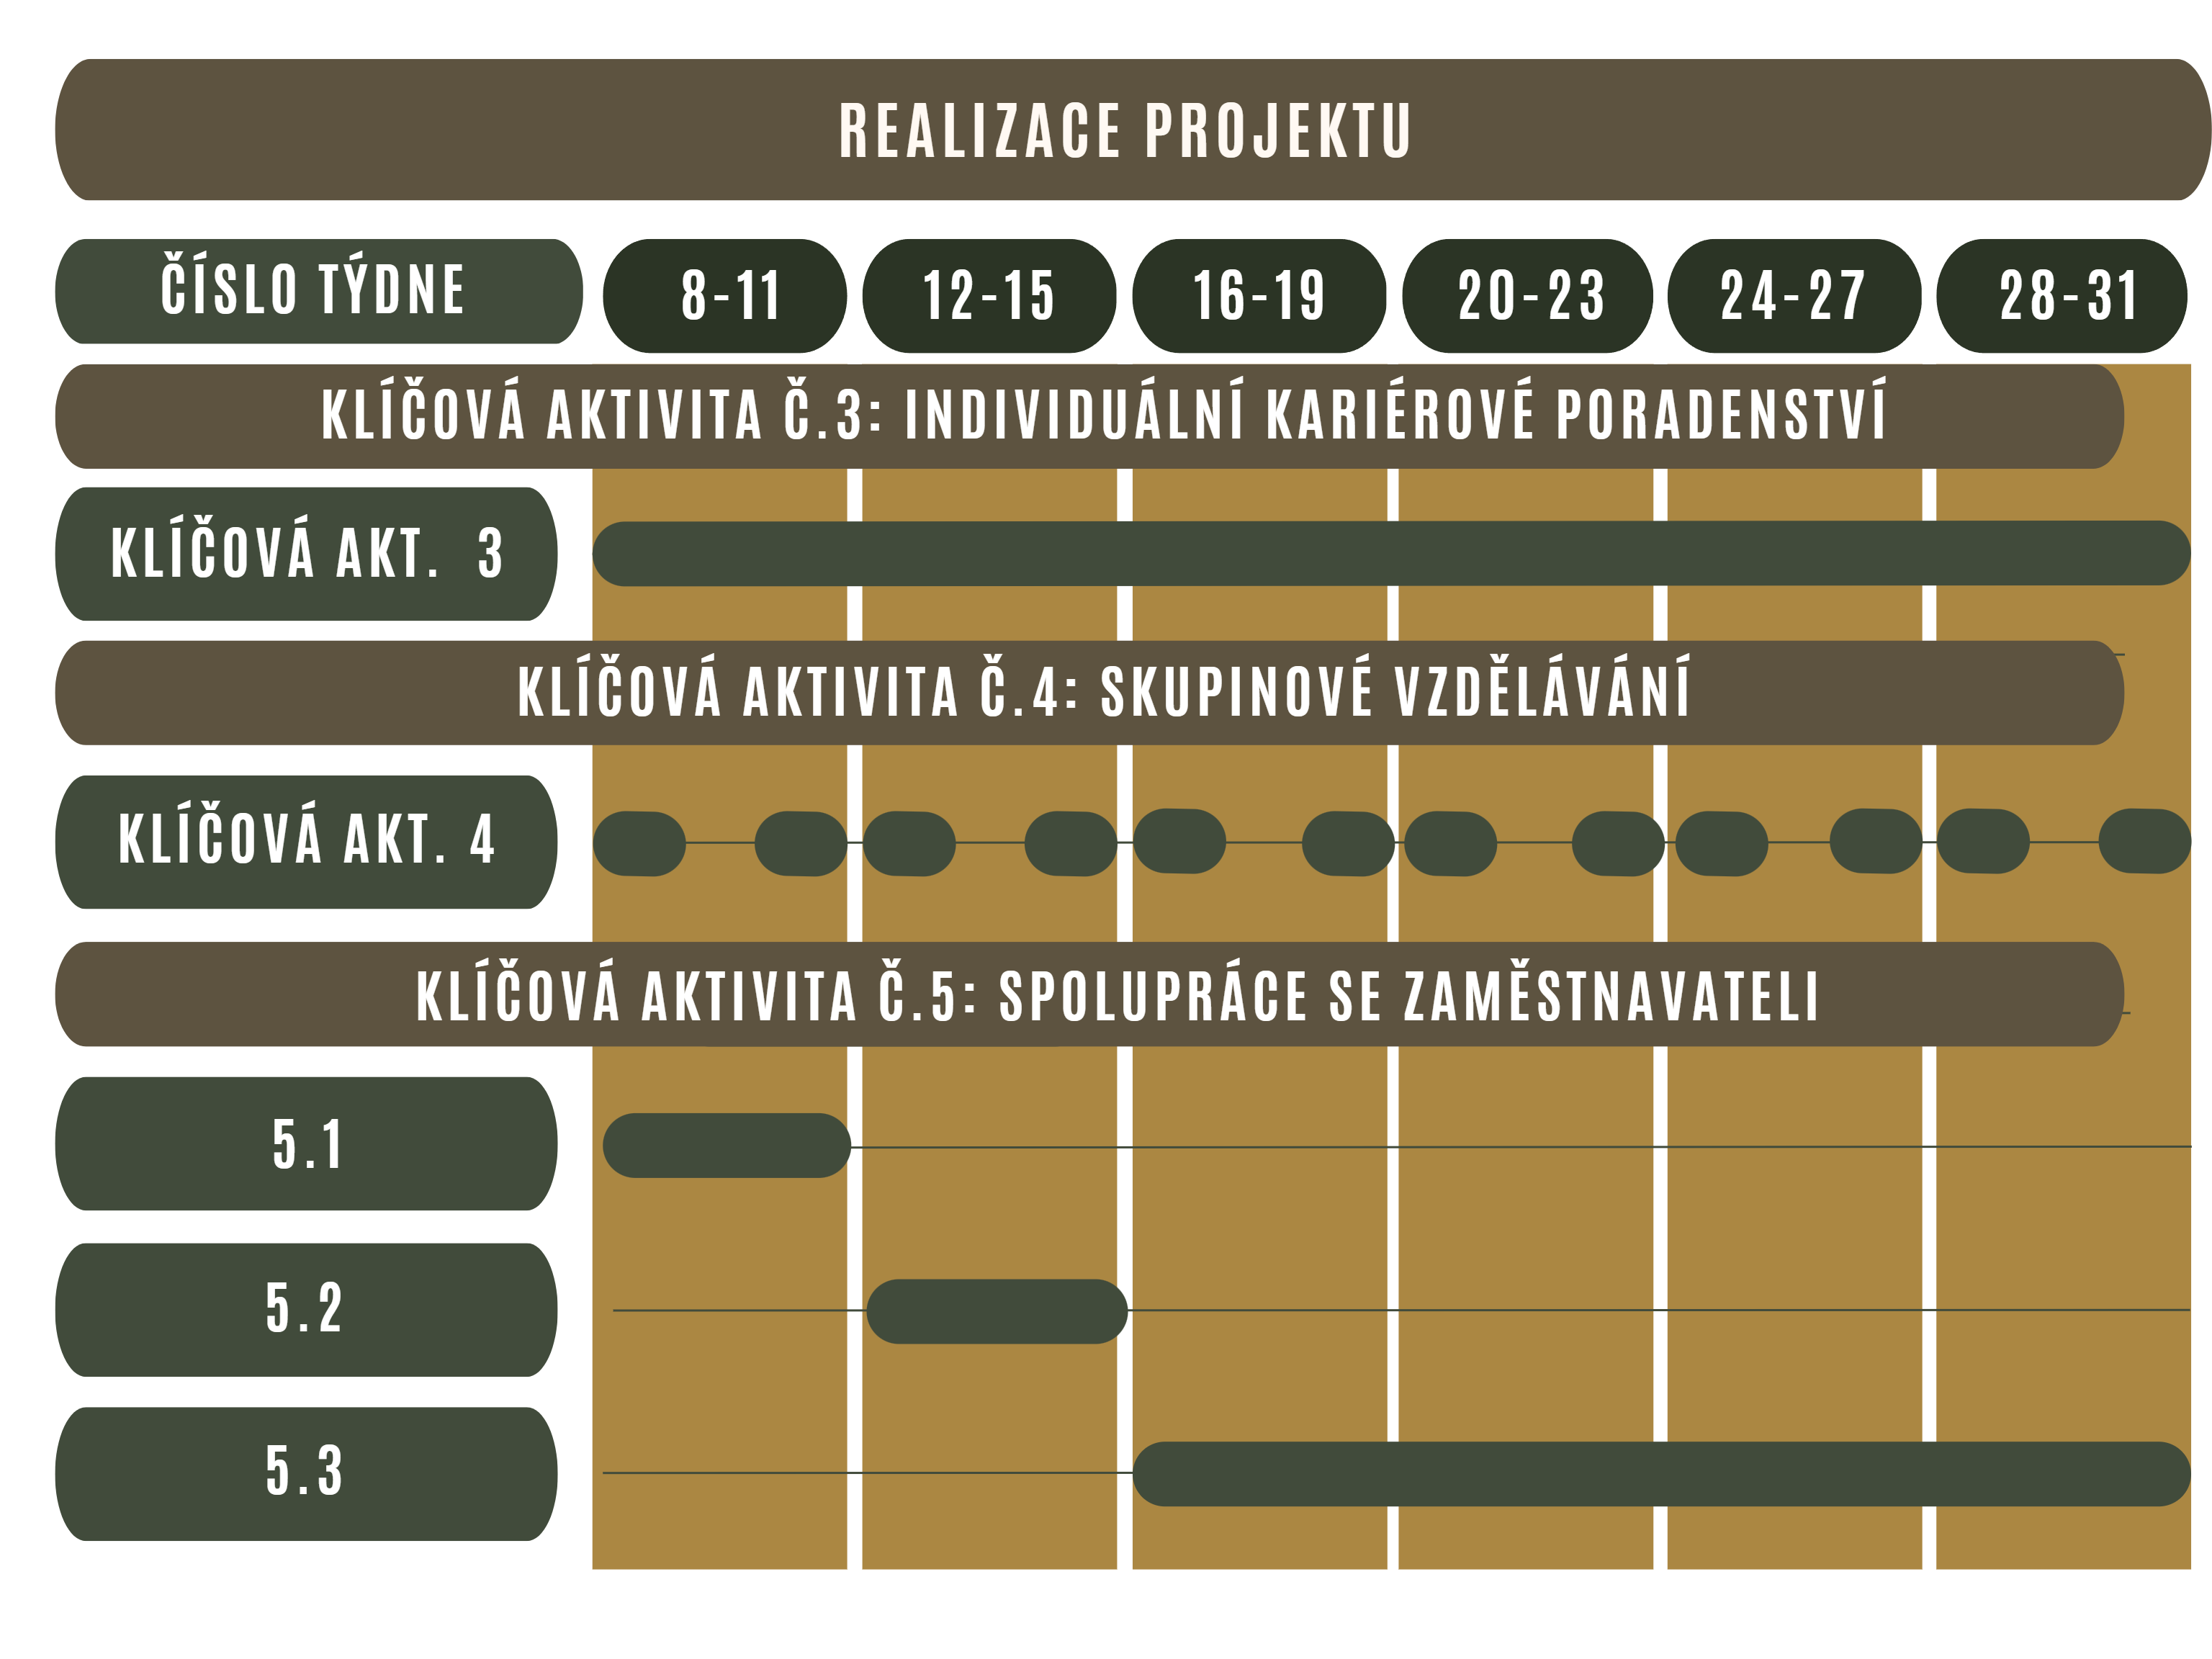 REALIZACE PROJEKTU
ČÍSLO TÝDNE 8-11 12-15 16-19 20-23 24-27 28-31
KLÍČOVÁ AKTIVITA Č.3: INDIVIDUÁLNÍ KARIÉROVÉ PORADENSTVÍ
KLÍČOVÁ AKT. 3
KLÍČOVÁ AKTIVITA Č.4: SKUPINOVÉ VZDĚLÁVÁNÍ
KLÍČOVÁ AKT. 4
KLÍČOVÁ AKTIVITA Č.5: SPOLUPRÁCE SE ZAMĚSTNAVATELI
5.1
5.2
5.3